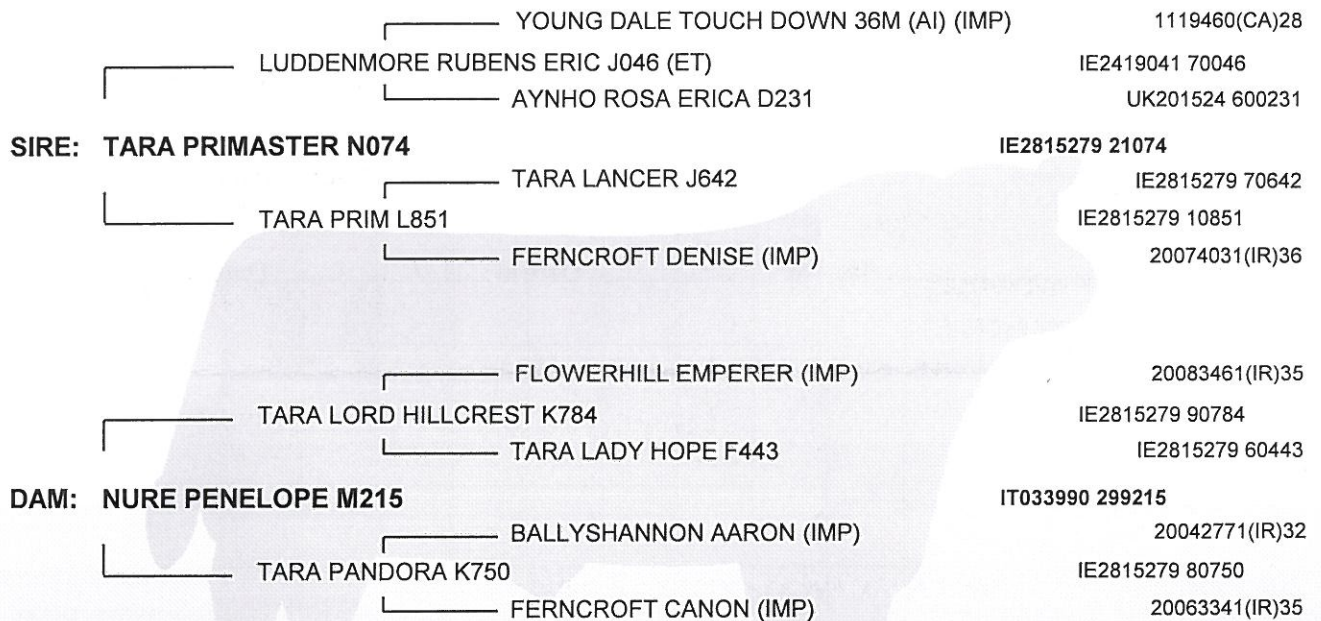 YOUNG DALE TOUCH DOWN 36M (AI) (IMP) 1119460(CA)28
LUDDENMORE RUBENS ERIC J046 (ET) IE2419041 70046
AYNHO ROSA ERICA D231 UK201524 600231
SIRE: TARA PRIMASTER N074 IE2815279 21074
TARA LANCER J642 IE2815279 70642
TARA PRIM L851 IE2815279 10851
FERNCROFT DENISE (IMP) 20074031(IR)36
FLOWERHILL EMPERER (IMP) 20083461(IR)35
TARA LORD HILLCREST K784 IE2815279 90784
TARA LADY HOPE F443 IE2815279 60443
DAM: NURE PENELOPE M215 IT033990 299215
BALLYSHANNON AARON (IMP) 20042771(IR)32
TARA PANDORA K750 IE2815279 80750
FERNCROFT CANON (IMP) 20063341(IR)35